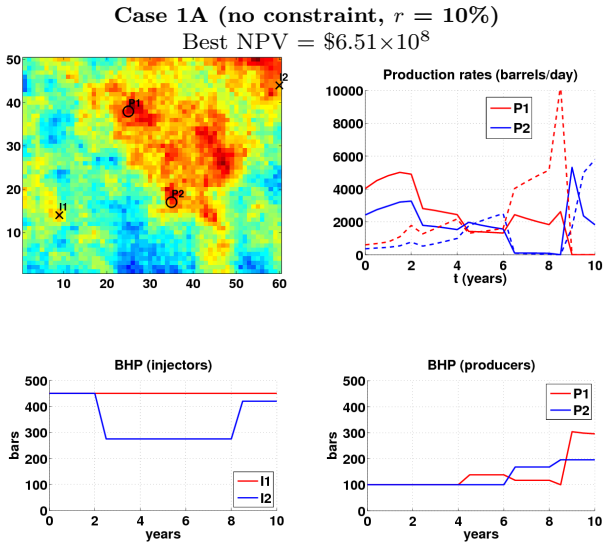 Case 1A (no constraint, r = 10%)
Best NPV = $6.51×10⁸
50
40
30
20
10
10 20 30 40 50 60
I2
P1
P2
I1
Production rates (barrels/day)
10000
8000
6000
4000
2000
0
0 2 4 6 8 10
t (years)
P1
P2
BHP (injectors)
500
400
300
200
100
0
bars
0 2 4 6 8 10
years
I1
I2
BHP (producers)
500
400
300
200
100
0
bars
0 2 4 6 8 10
years
P1
P2